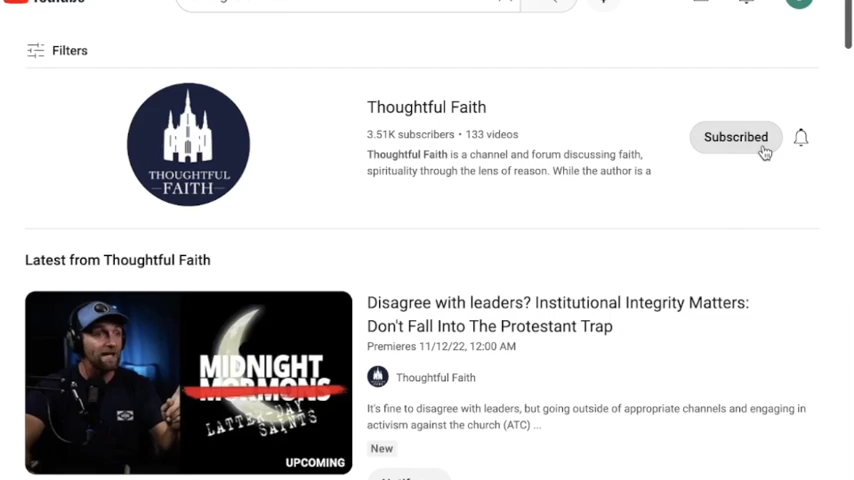 Filters
THOUGHTFUL
FAITH
Thoughtful Faith
3.51K subscribers • 133 videos
Thoughtful Faith is a channel and forum discussing faith,
spirituality through the lens of reason. While the author is a
Subscribed
Latest from Thoughtful Faith
MIDNIGHT
MORMONS
LATTER-DAY
SAINTS
UPCOMING
Disagree with leaders? Institutional Integrity Matters:
Don't Fall Into The Protestant Trap
Premieres 11/12/22, 12:00 AM
Thoughtful Faith
It's fine to disagree with leaders, but going outside of appropriate channels and engaging in
activism against the church (ATC) ...
New